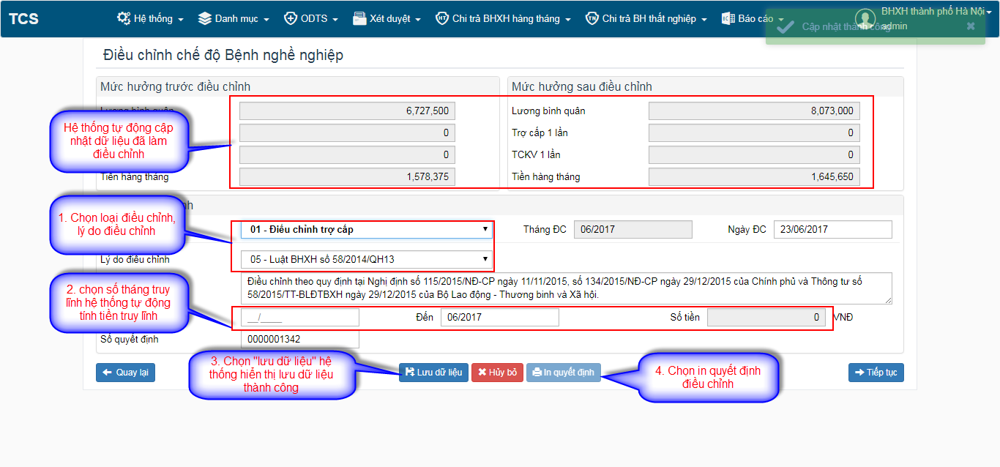 TCS
Hệ thống
Danh mục
ODTS
Xét duyệt
Chi trả BHXH hàng tháng
Chi trả BH thất nghiệp
Báo cáo
BHXH thành phố Hà Nội
admin
Cập nhật thành công
Điều chỉnh chế độ Bệnh nghề nghiệp
Mức hưởng trước điều chỉnh
Mức hưởng sau điều chỉnh
Lương bình quân
6,727,500
Lương bình quân
8,073,000
0
Trợ cấp 1 lần
0
0
TCKV 1 lần
0
Tiền hàng tháng
1,578,375
Tiền hàng tháng
1,645,650
Hệ thống tự động cập
nhật dữ liệu đã làm
điều chỉnh
1. Chọn loại điều chỉnh,
lý do điều chỉnh
01 - Điều chỉnh trợ cấp
Tháng ĐC
06/2017
Ngày ĐC
23/06/2017
Lý do điều chỉnh
05 - Luật BHXH số 58/2014/QH13
Điều chỉnh theo quy định tại Nghị định số 115/2015/NĐ-CP ngày 11/11/2015, số 134/2015/NĐ-CP ngày 29/12/2015 của Chính phủ và Thông tư số
58/2015/TT-BLĐTBXH ngày 29/12/2015 của Bộ Lao động - Thương binh và Xã hội.
2. chọn số tháng truy
lĩnh hệ thống tự động
tính tiền truy lĩnh
__/____
Đến
06/2017
Số tiền
0
VNĐ
Số quyết định
0000001342
Quay lại
3. Chọn "lưu dữ liệu" hệ
thống hiển thị lưu dữ liệu
thành công
Lưu dữ liệu
Hủy bỏ
In quyết định
4. Chọn in quyết định
điều chỉnh
Tiếp tục